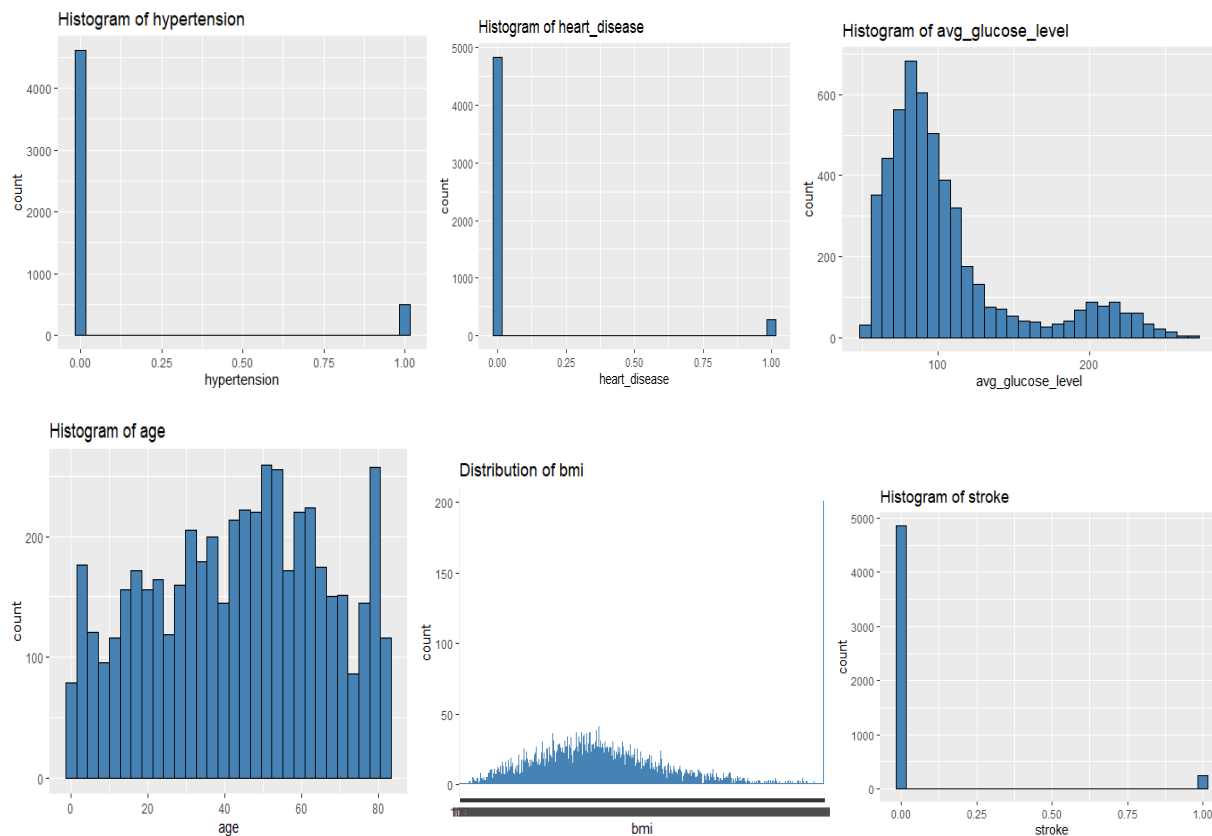 Histogram of hypertension
4000
3000
2000
1000
0
count
0.00 0.25 0.50 0.75 1.00
hypertension
Histogram of heart_disease
5000
4000
3000
2000
1000
0
count
0.00 0.25 0.50 0.75 1.00
heart_disease
Histogram of avg_glucose_level
600
400
200
0
count
100 200
avg_glucose_level
Histogram of age
200
100
0
count
0 20 40 60 80
age
Distribution of bmi
200
150
100
50
0
count
bmi
Histogram of stroke
5000
4000
3000
2000
1000
0
count
0.00 0.25 0.50 0.75 1.00
stroke